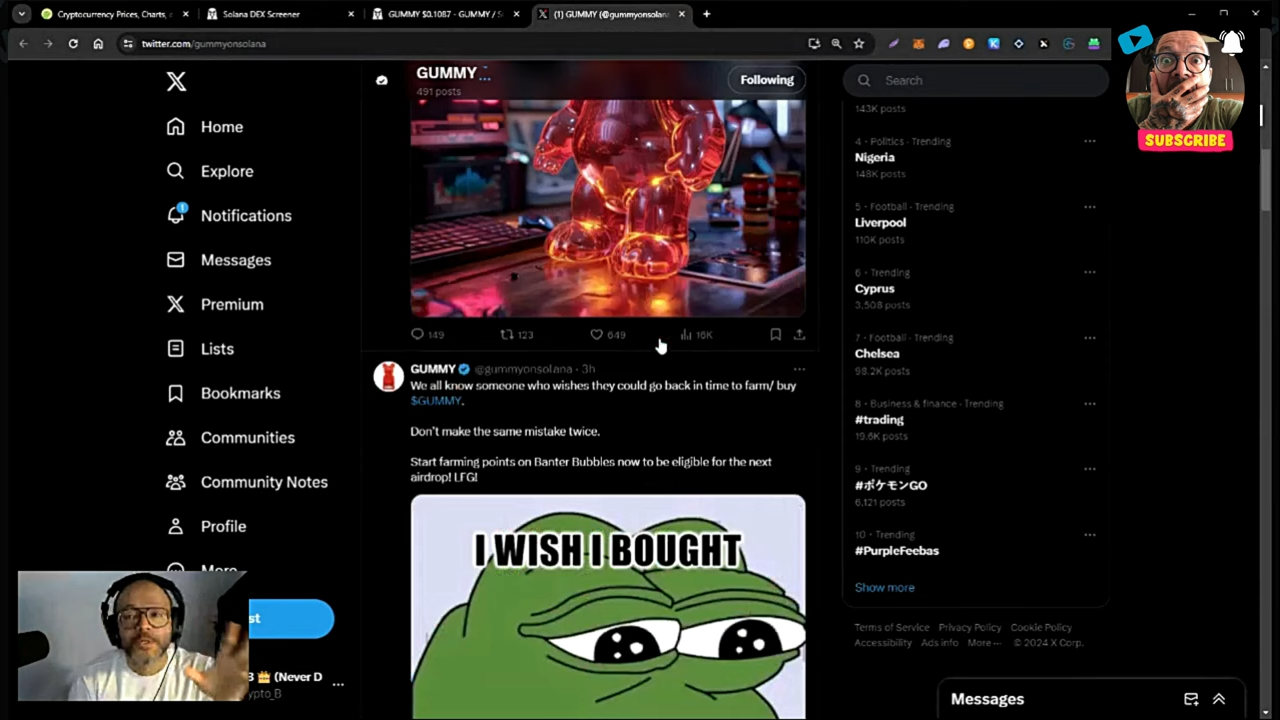 Cryptocurrency Prices, Charts, a
Solana DEX Screener
GUMMY $0.1087 - GUMMY / S
(1) GUMMY (@gummyonsolana
twitter.com/gummyonsolana
SUBSCRIBE
GUMMY
491 posts
Following
Search
Home
Explore
1
Notifications
Messages
Premium
Lists
Bookmarks
Communities
Community Notes
Profile
More
st
3 (Never D
ypto_B
149
123
649
16K
GUMMY @gummyonsolana · 3h
We all know someone who wishes they could go back in time to farm/ buy
$GUMMY.
Don't make the same mistake twice.
Start farming points on Banter Bubbles now to be eligible for the next
airdrop! LFG!
I WISH I BOUGHT
143K posts
4 · Politics · Trending
Nigeria
148K posts
5 · Football · Trending
Liverpool
110K posts
6 · Trending
Cyprus
3,508 posts
7 · Football · Trending
Chelsea
98.2K posts
8 · Business & finance · Trending
#trading
19.6K posts
9 · Trending
#ポケモンGO
6,121 posts
10 · Trending
#PurpleFeebas
Show more
Terms of Service Privacy Policy Cookie Policy
Accessibility Ads info More ··· © 2024 X Corp.
Messages